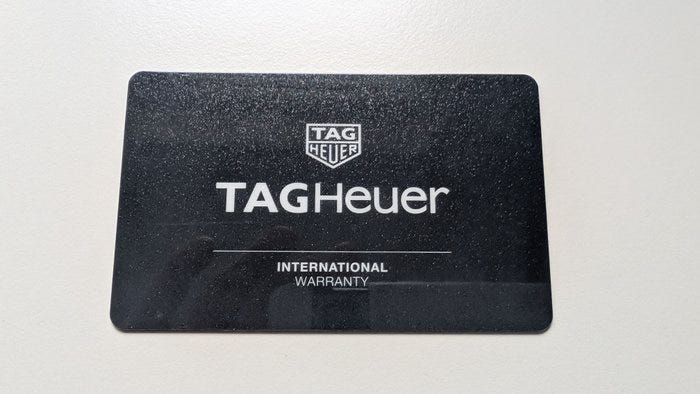 TAG
HEUER
TAGHeuer
INTERNATIONAL
WARRANTY